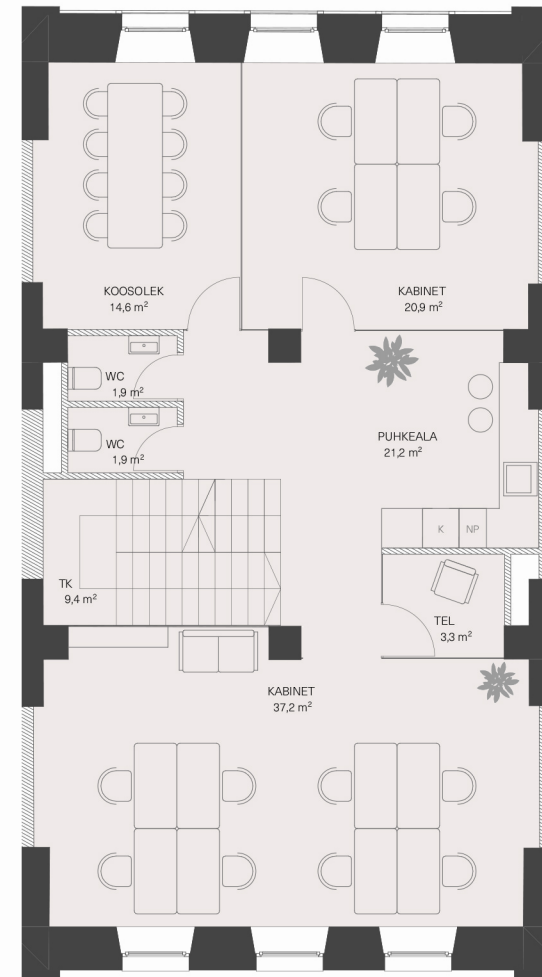 KOOSOLEK
14,6 m²
KABINET
20,9 m²
WC
1,9 m²
WC
1,9 m²
PUHKEALA
21,2 m²
K
NP
TK
9,4 m²
TEL
3,3 m²
KABINET
37,2 m²